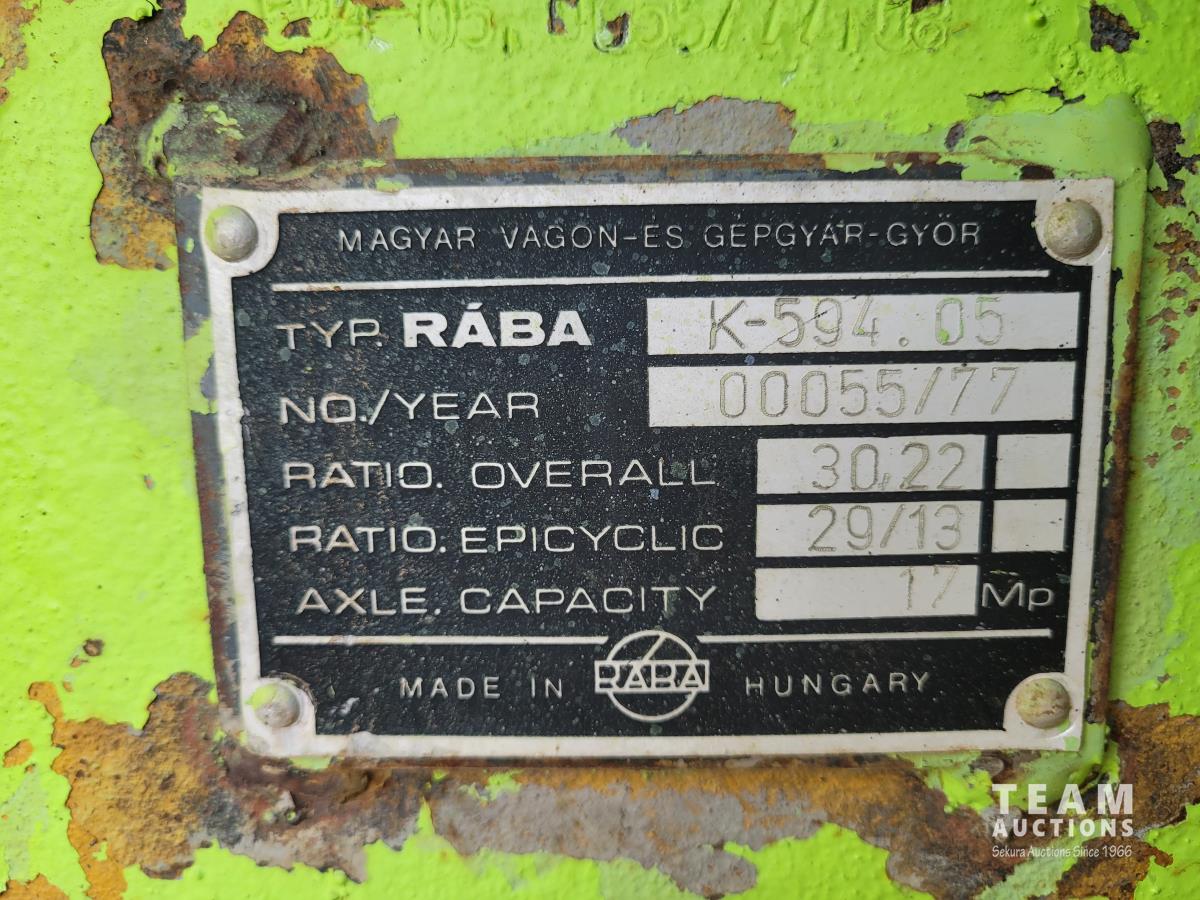 MAGYAR VAGON-ES GÉPGYÁR-GYŐR
TYP. RÁBA K-594.05
NO./YEAR 00055/77
RATIO. OVERALL 30,22
RATIO. EPICYCLIC 29/13
AXLE. CAPACITY 17 Mp
MADE IN RÁBA HUNGARY
TEAM
AUCTIONS
Sekura Auctions Since 1966